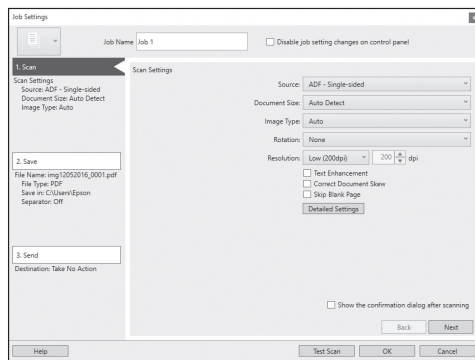 Job Settings
Job Name Job 1 Disable job setting changes on control panel
1. Scan
Scan Settings
Source: ADF - Single-sided
Document Size: Auto Detect
Image Type: Auto
2. Save
File Name: img12052016_0001.pdf
File Type: PDF
Save in: C:\Users\Epson
Separator: Off
3. Send
Destination: Take No Action
Scan Settings
Source: ADF - Single-sided
Document Size: Auto Detect
Image Type: Auto
Rotation: None
Resolution: Low (200dpi) 200 dpi
Text Enhancement
Correct Document Skew
Skip Blank Page
Detailed Settings
Show the confirmation dialog after scanning
Back Next
Help Test Scan OK Cancel